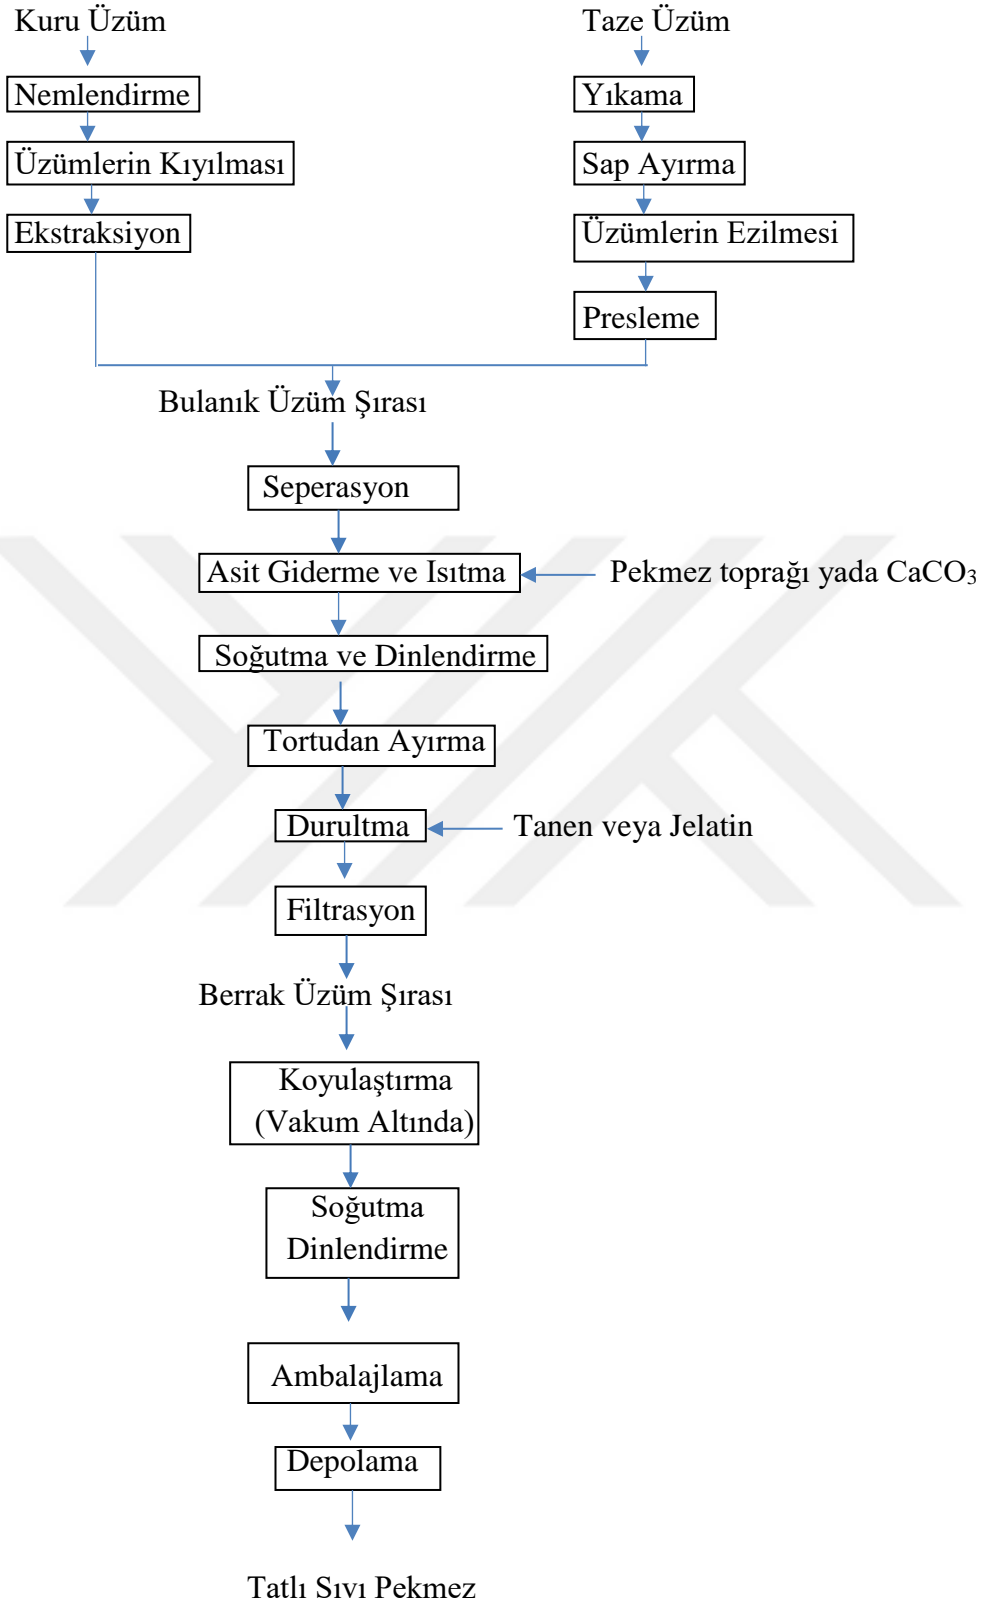 Kuru Üzüm
Nemlendirme
Üzümlerin Kıyılması
Ekstraksiyon
Taze Üzüm
Yıkama
Sap Ayırma
Üzümlerin Ezilmesi
Presleme
Bulanık Üzüm Şırası
Seperasyon
Asit Giderme ve Isıtma
Pekmez toprağı yada CaCO₃
Soğutma ve Dinlendirme
Tortudan Ayırma
Durultma
Tanen veya Jelatin
Filtrasyon
Berrak Üzüm Şırası
Koyulaştırma
(Vakum Altında)
Soğutma
Dinlendirme
Ambalajlama
Depolama
Tatlı Sıvı Pekmez